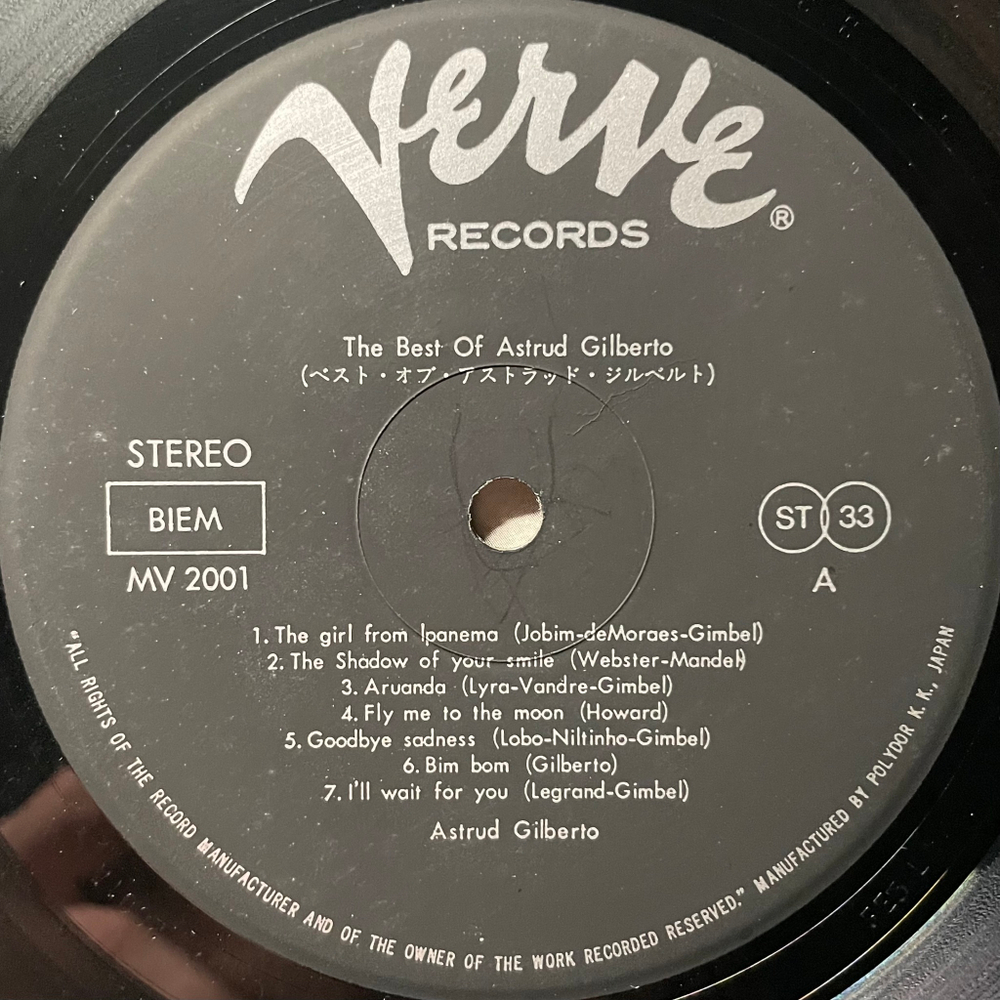 Verve
RECORDS
®
The Best Of Astrud Gilberto
(ベスト・オブ・アストラッド・ジルベルト)
STEREO
BIEM
MV 2001
ST 33
A
1. The girl from Ipanema (Jobim-deMoraes-Gimbel)
2. The Shadow of your smile (Webster-Mandel)
3. Aruanda (Lyra-Vandre-Gimbel)
4. Fly me to the moon (Howard)
5. Goodbye sadness (Lobo-Niltinho-Gimbel)
6. Bim bom (Gilberto)
7. I'll wait for you (Legrand-Gimbel)
Astrud Gilberto
"ALL RIGHTS OF THE RECORD MANUFACTURER AND OF THE OWNER OF THE WORK RECORDED RESERVED." MANUFACTURED BY POLYDOR K. K., JAPAN